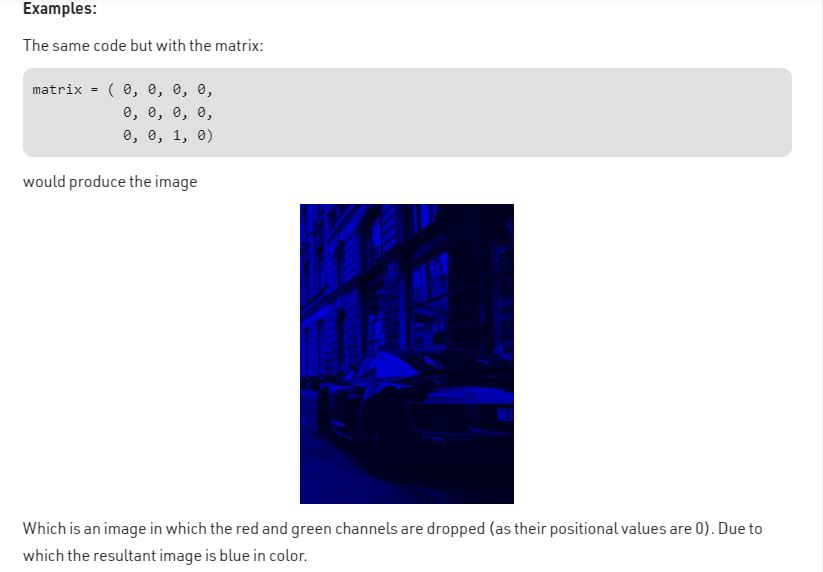 Examples:
The same code but with the matrix:
matrix = ( 0, 0, 0, 0,
0, 0, 0, 0,
0, 0, 1, 0)
would produce the image
Which is an image in which the red and green channels are dropped (as their positional values are 0). Due to
which the resultant image is blue in color.